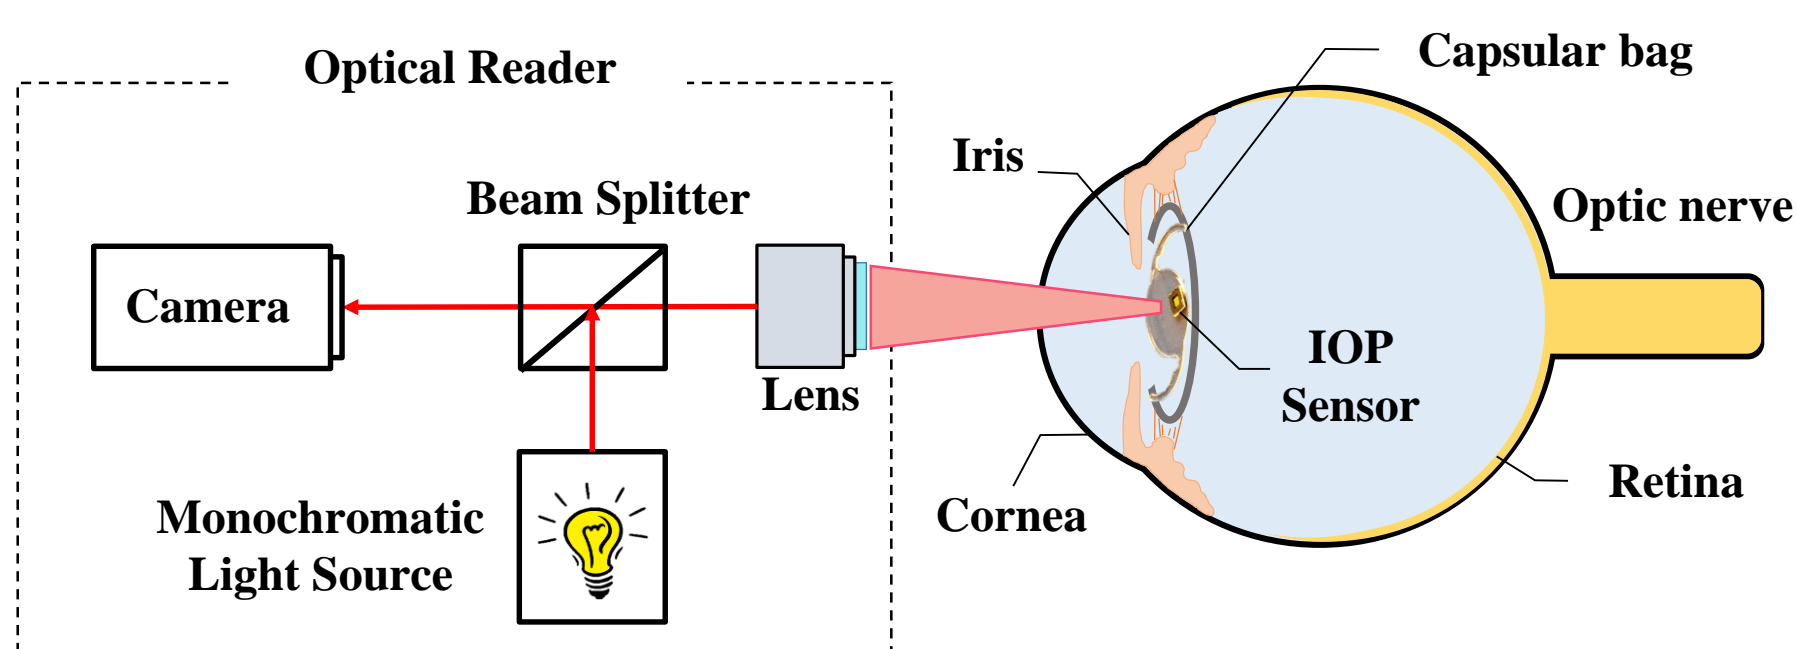 Optical Reader
Capsular bag
Iris
Beam Splitter
Optic nerve
Camera
IOP
Sensor
Lens
Cornea
Retina
Monochromatic
Light Source